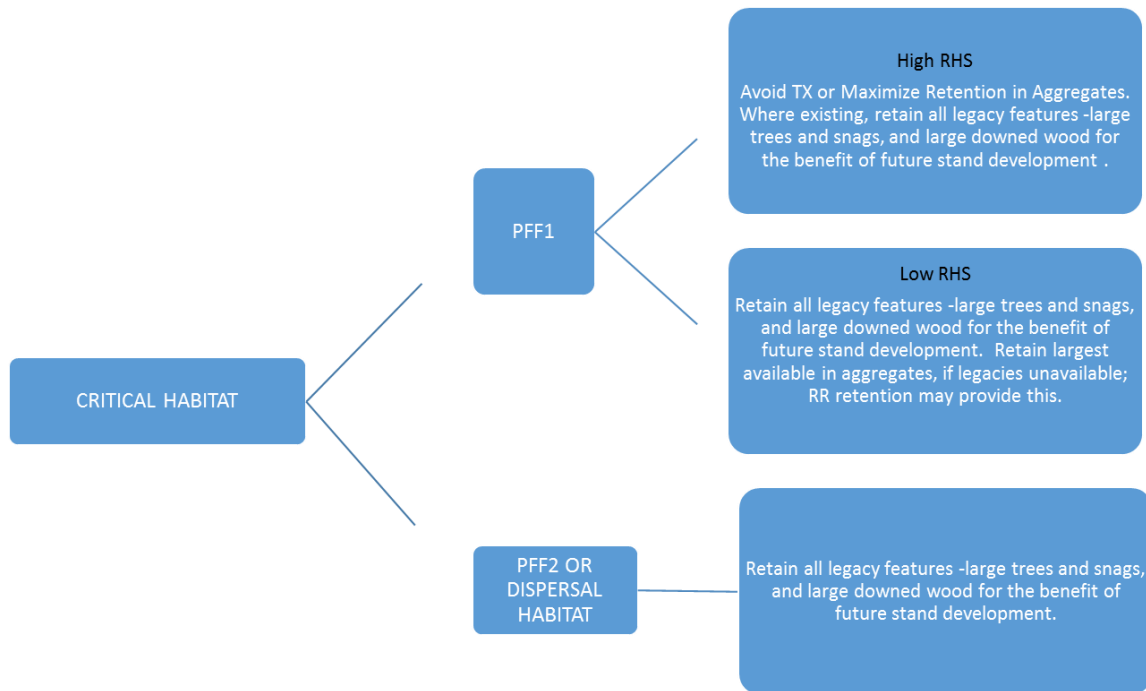 High RHS
Avoid TX or Maximize Retention in Aggregates.
Where existing, retain all legacy features -large
trees and snags, and large downed wood for
the benefit of future stand development .
PFF1
Low RHS
Retain all legacy features -large trees and snags,
and large downed wood for the benefit of
future stand development.  Retain largest
available in aggregates, if legacies unavailable;
RR retention may provide this.
CRITICAL HABITAT
PFF2 OR
DISPERSAL
HABITAT
Retain all legacy features -large trees and snags,
and large downed wood for the benefit of
future stand development.